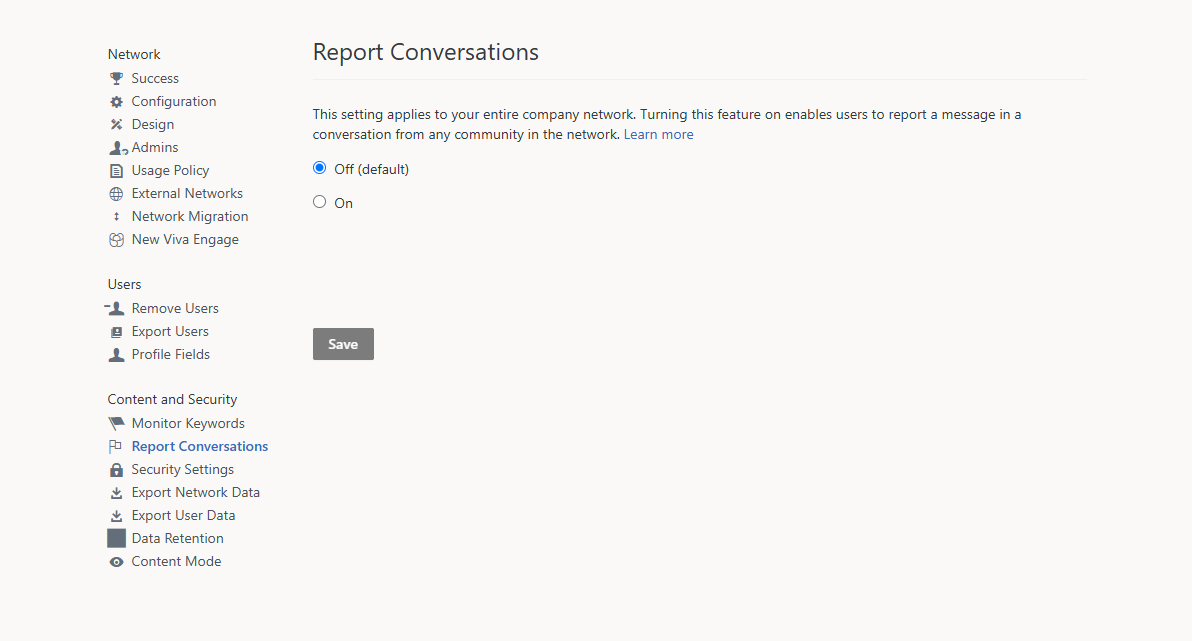 Network
Success
Configuration
Design
Admins
Usage Policy
External Networks
Network Migration
New Viva Engage
Users
Remove Users
Export Users
Profile Fields
Content and Security
Monitor Keywords
Report Conversations
Security Settings
Export Network Data
Export User Data
Data Retention
Content Mode
Report Conversations
This setting applies to your entire company network. Turning this feature on enables users to report a message in a
conversation from any community in the network. Learn more
Off (default)
On
Save